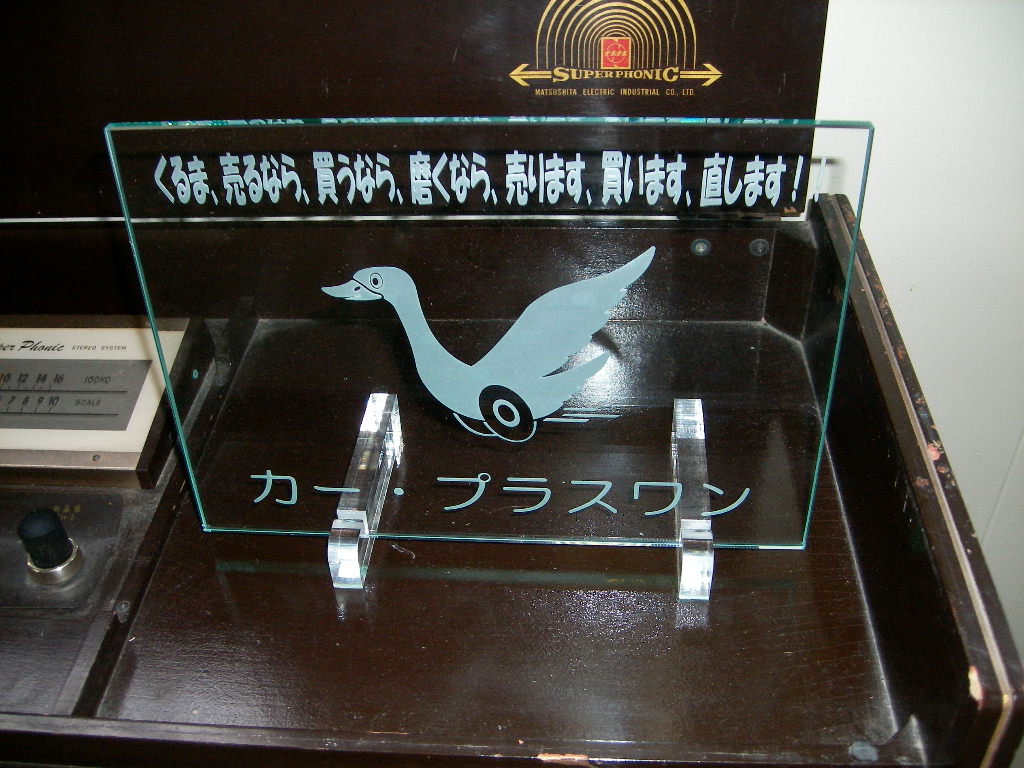 SUPERPHONIC
MATSUSHITA ELECTRIC INDUSTRIAL CO., LTD.
くるま、売るなら、買うなら、磨くなら、売ります、買います、直します！
Phonic STEREO SYSTEM
10 12 14 16 100KC
7 8 9 10 SCALE
カー・プラスワン